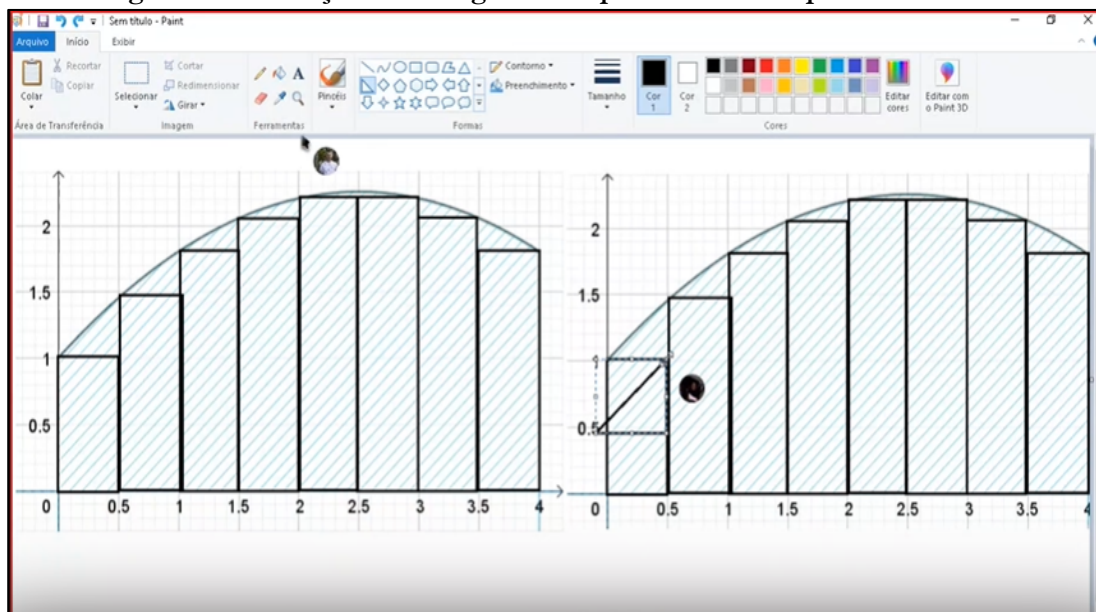 Sem título - Paint
Arquivo Início Exibir
Colar
Recortar
Copiar
Área de Transferência
Selecionar
Cortar
Redimensionar
Girar
Imagem
A
Ferramentas
Pincéis
Contorno
Preenchimento
Formas
Tamanho
Cor 1
Cor 2
Editar cores
Cores
Editar com o Paint 3D
2
1.5
1
0.5
0 0.5 1 1.5 2 2.5 3 3.5 4
2
1.5
1
0.5
0 0.5 1 1.5 2 2.5 3 3.5 4